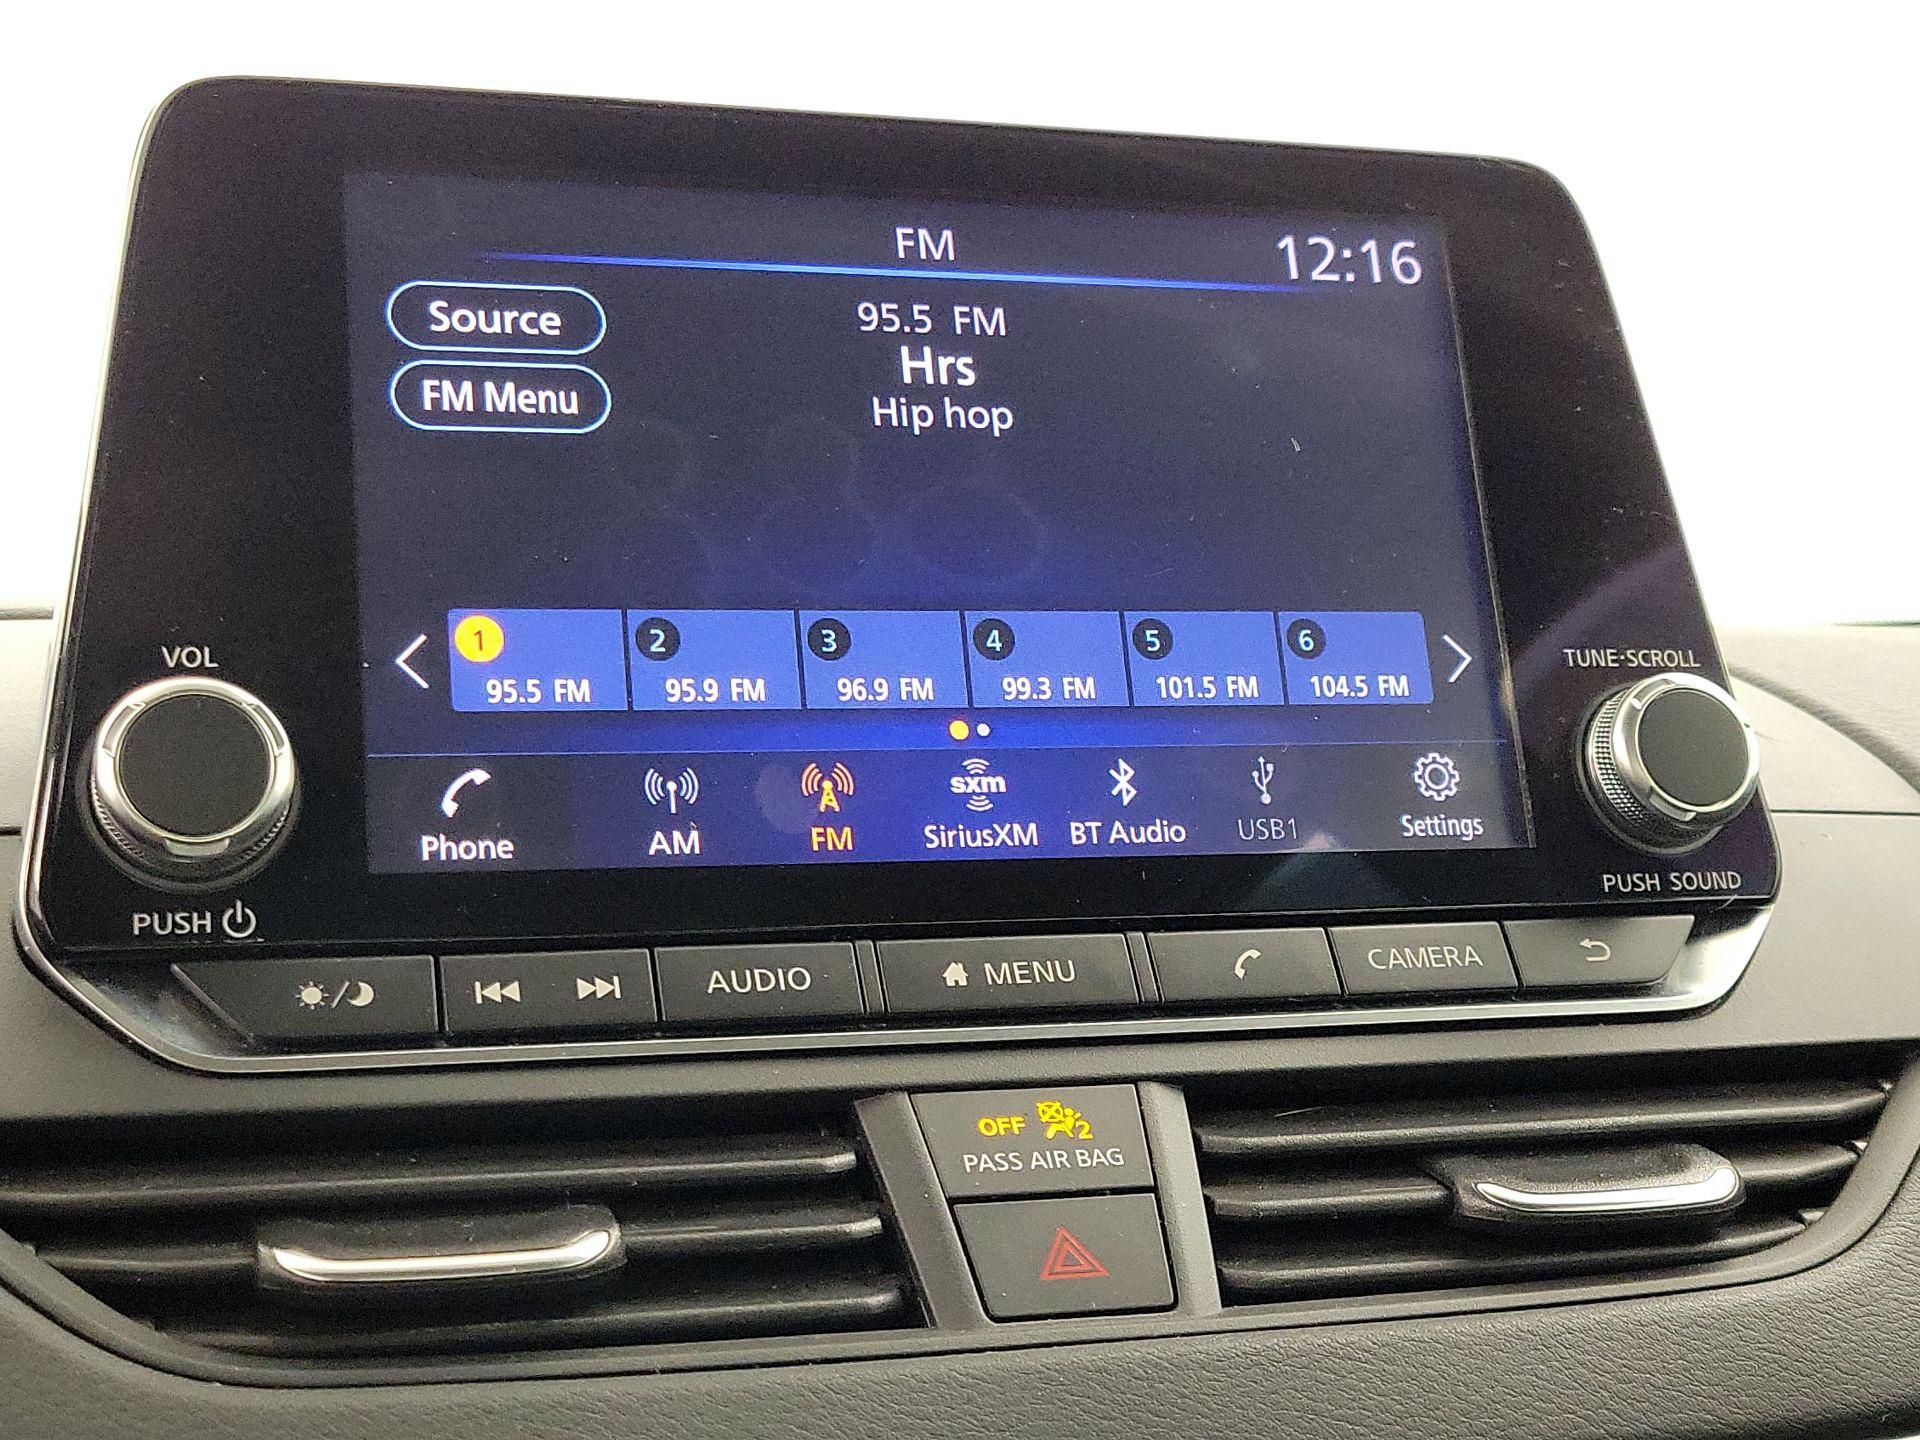 FM
12:16
Source
95.5 FM
Hrs
FM Menu
Hip hop
1
2
3
4
5
6
95.5 FM
95.9 FM
96.9 FM
99.3 FM
101.5 FM
104.5 FM
VOL
TUNE·SCROLL
sxm
Phone
AM
FM
SiriusXM
BT Audio
USB1
Settings
PUSH
PUSH SOUND
AUDIO
MENU
CAMERA
OFF
2
PASS AIR BAG